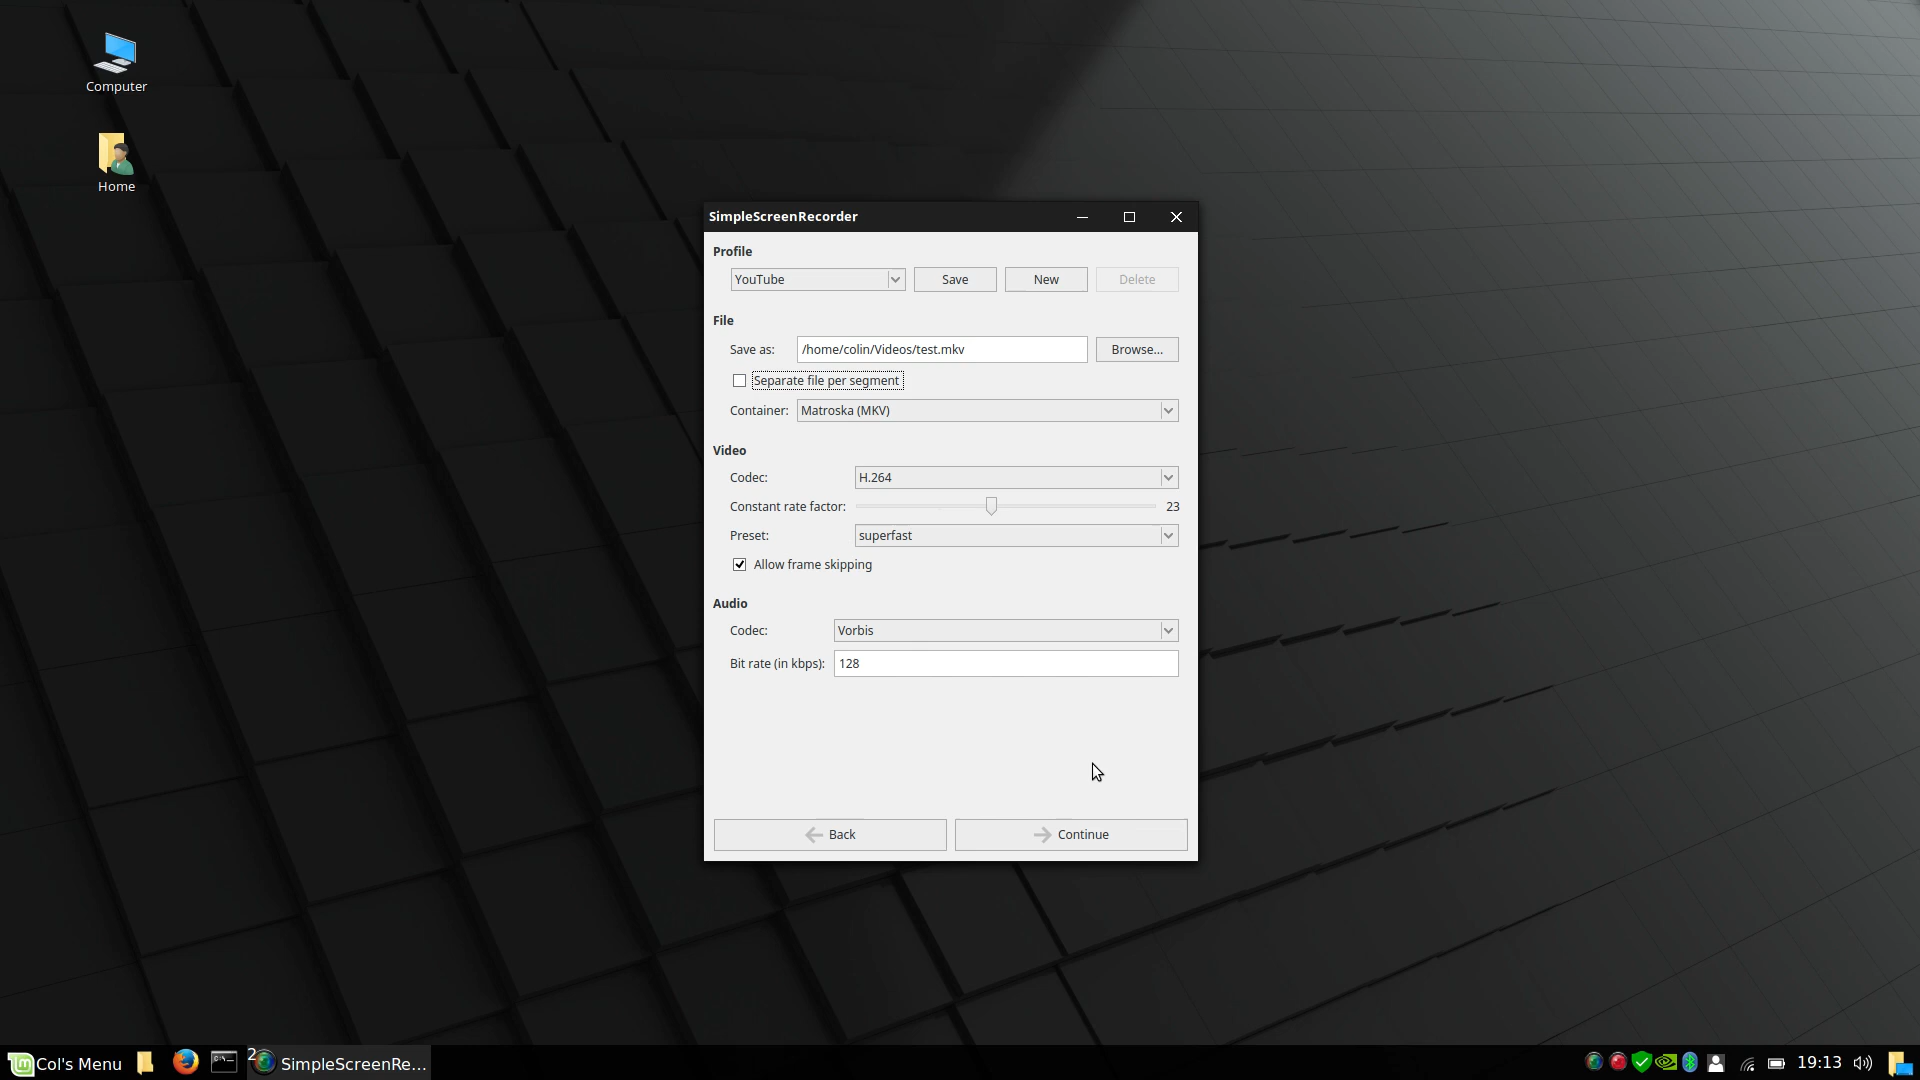 Computer
Home
SimpleScreenRecorder
Profile
YouTube Save New Delete
File
Save as: /home/colin/Videos/test.mkv Browse...
Separate file per segment
Container: Matroska (MKV)
Video
Codec: H.264
Constant rate factor: 23
Preset: superfast
Allow frame skipping
Audio
Codec: Vorbis
Bit rate (in kbps): 128
Back Continue
Col's Menu 2 SimpleScreenRe... 19:13